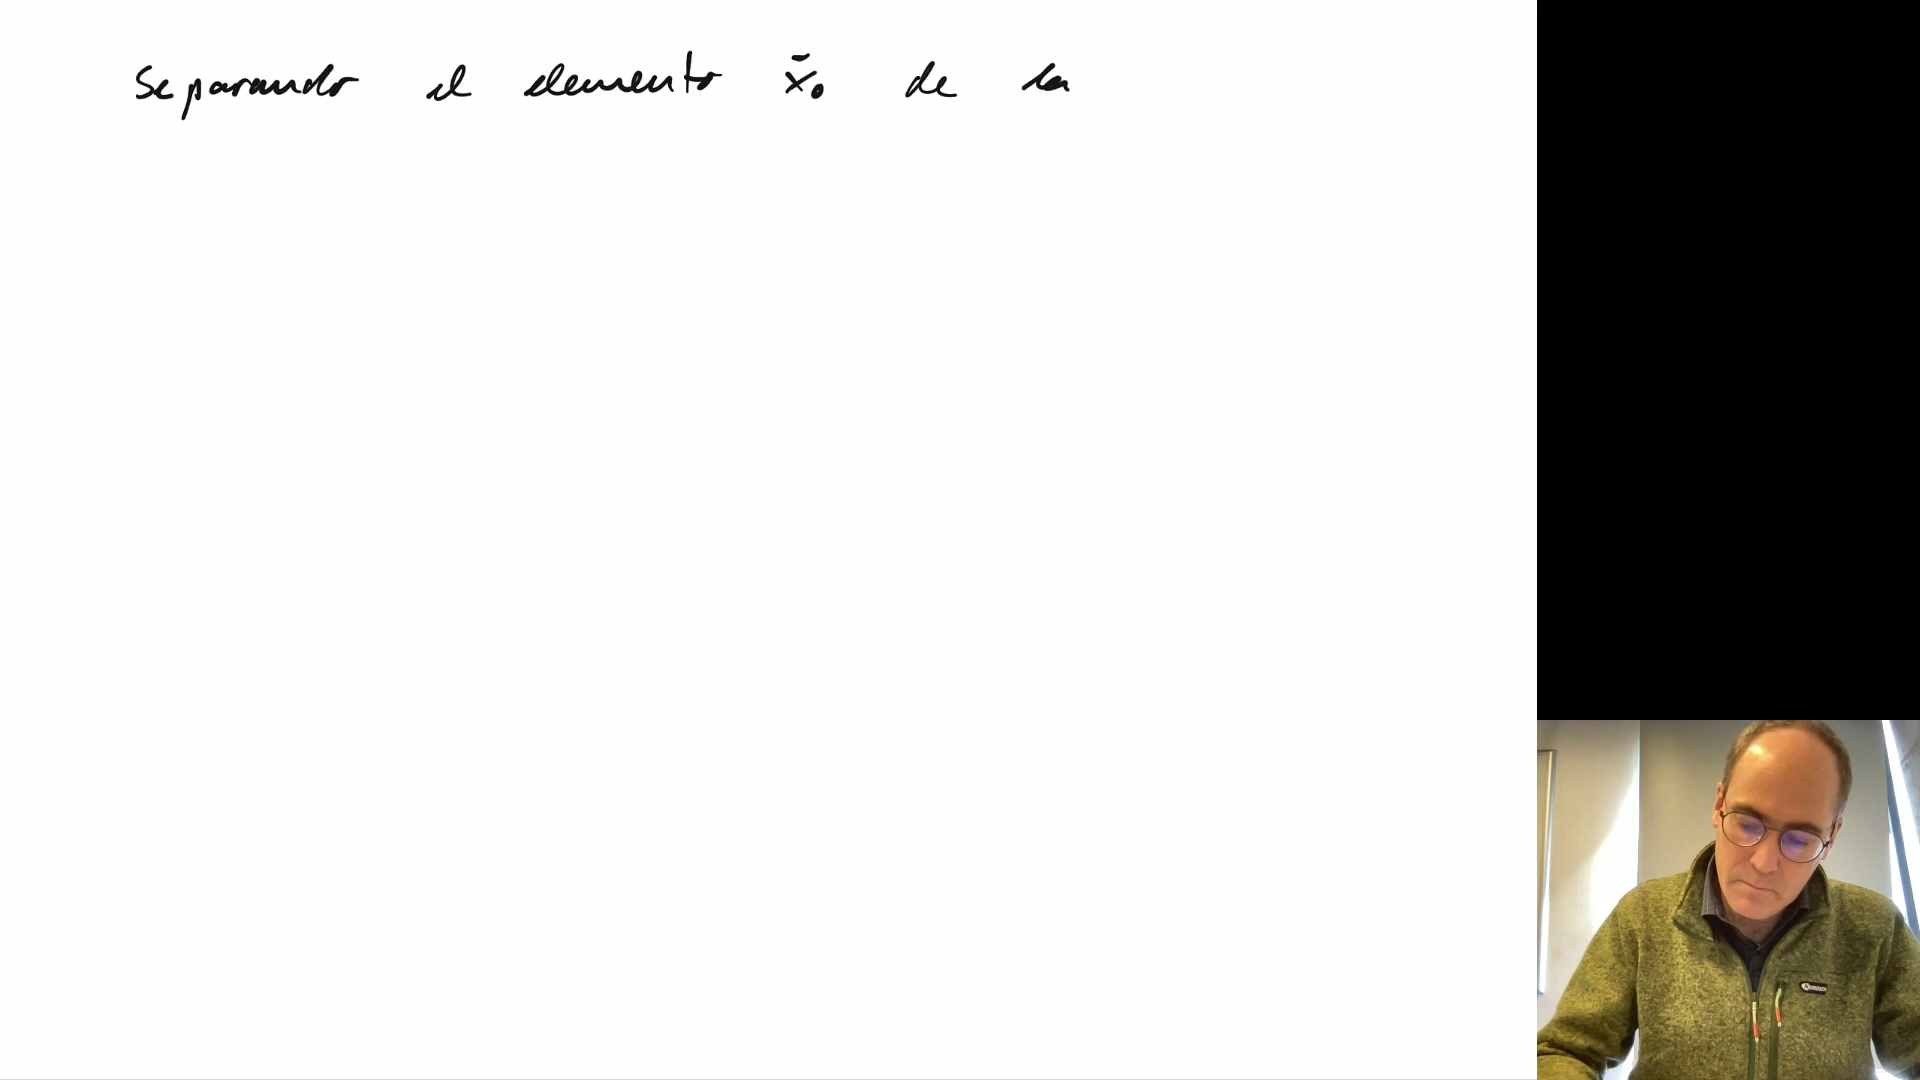 Separando el elemento x̄₀ de la